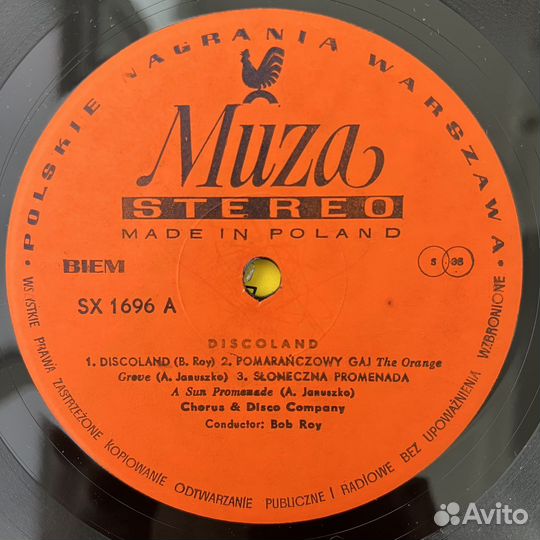 · POLSKIE NAGRANIA WARSZAWA ·
Muza
STEREO
MADE IN POLAND
BIEM
S 33
SX 1696 A
DISCOLAND
1. DISCOLAND (B. Roy) 2. POMARAŃCZOWY GAJ The Orange
Grove (A. Januszko) 3. SŁONECZNA PROMENADA
A Sun Promenade (A. Januszko)
Chorus & Disco Company
Conductor: Bob Roy
WSZYSTKIE PRAWA ZASTRZEŻONE KOPIOWANIE ODTWARZANIE PUBLICZNE I RADIOWE BEZ UPOWAŻNIENIA WZBRONIONE
Avito